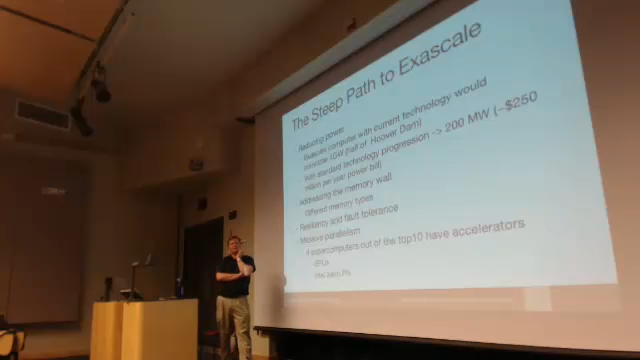 The Steep Path to Exascale
Reducing power
Exascale computer with current technology would
consume 1GW (half of Hoover Dam)
With standard technology progression -> 200 MW (~$250
million per year power bill)
Addressing the memory wall
Different memory types
Resiliency and fault tolerance
Massive parallelism
4 supercomputers out of the top10 have accelerators
GPUs
Intel Xeon Phi